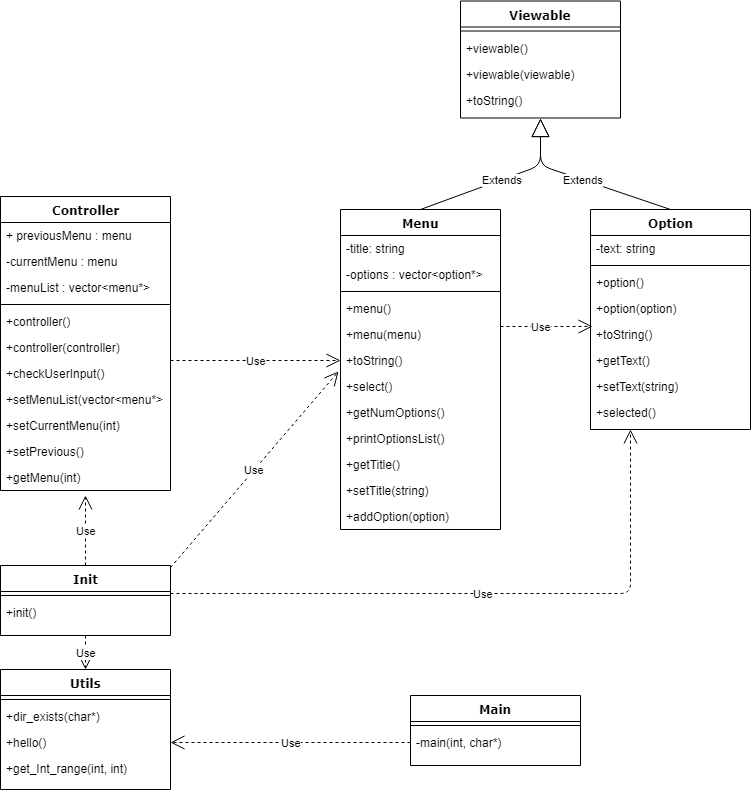 Viewable
+viewable()
+viewable(viewable)
+toString()
Extends
Extends
Controller
+ previousMenu : menu
-currentMenu : menu
-menuList : vector<menu*>
+controller()
+controller(controller)
+checkUserInput()
+setMenuList(vector<menu*>
+setCurrentMenu(int)
+setPrevious()
+getMenu(int)
Use
Menu
-title: string
-options : vector<option*>
+menu()
+menu(menu)
+toString()
+select()
+getNumOptions()
+printOptionsList()
+getTitle()
+setTitle(string)
+addOption(option)
Use
Option
-text: string
+option()
+option(option)
+toString()
+getText()
+setText(string)
+selected()
Use
Use
Init
+init()
Use
Use
Utils
+dir_exists(char*)
+hello()
+get_Int_range(int, int)
Use
Main
-main(int, char*)